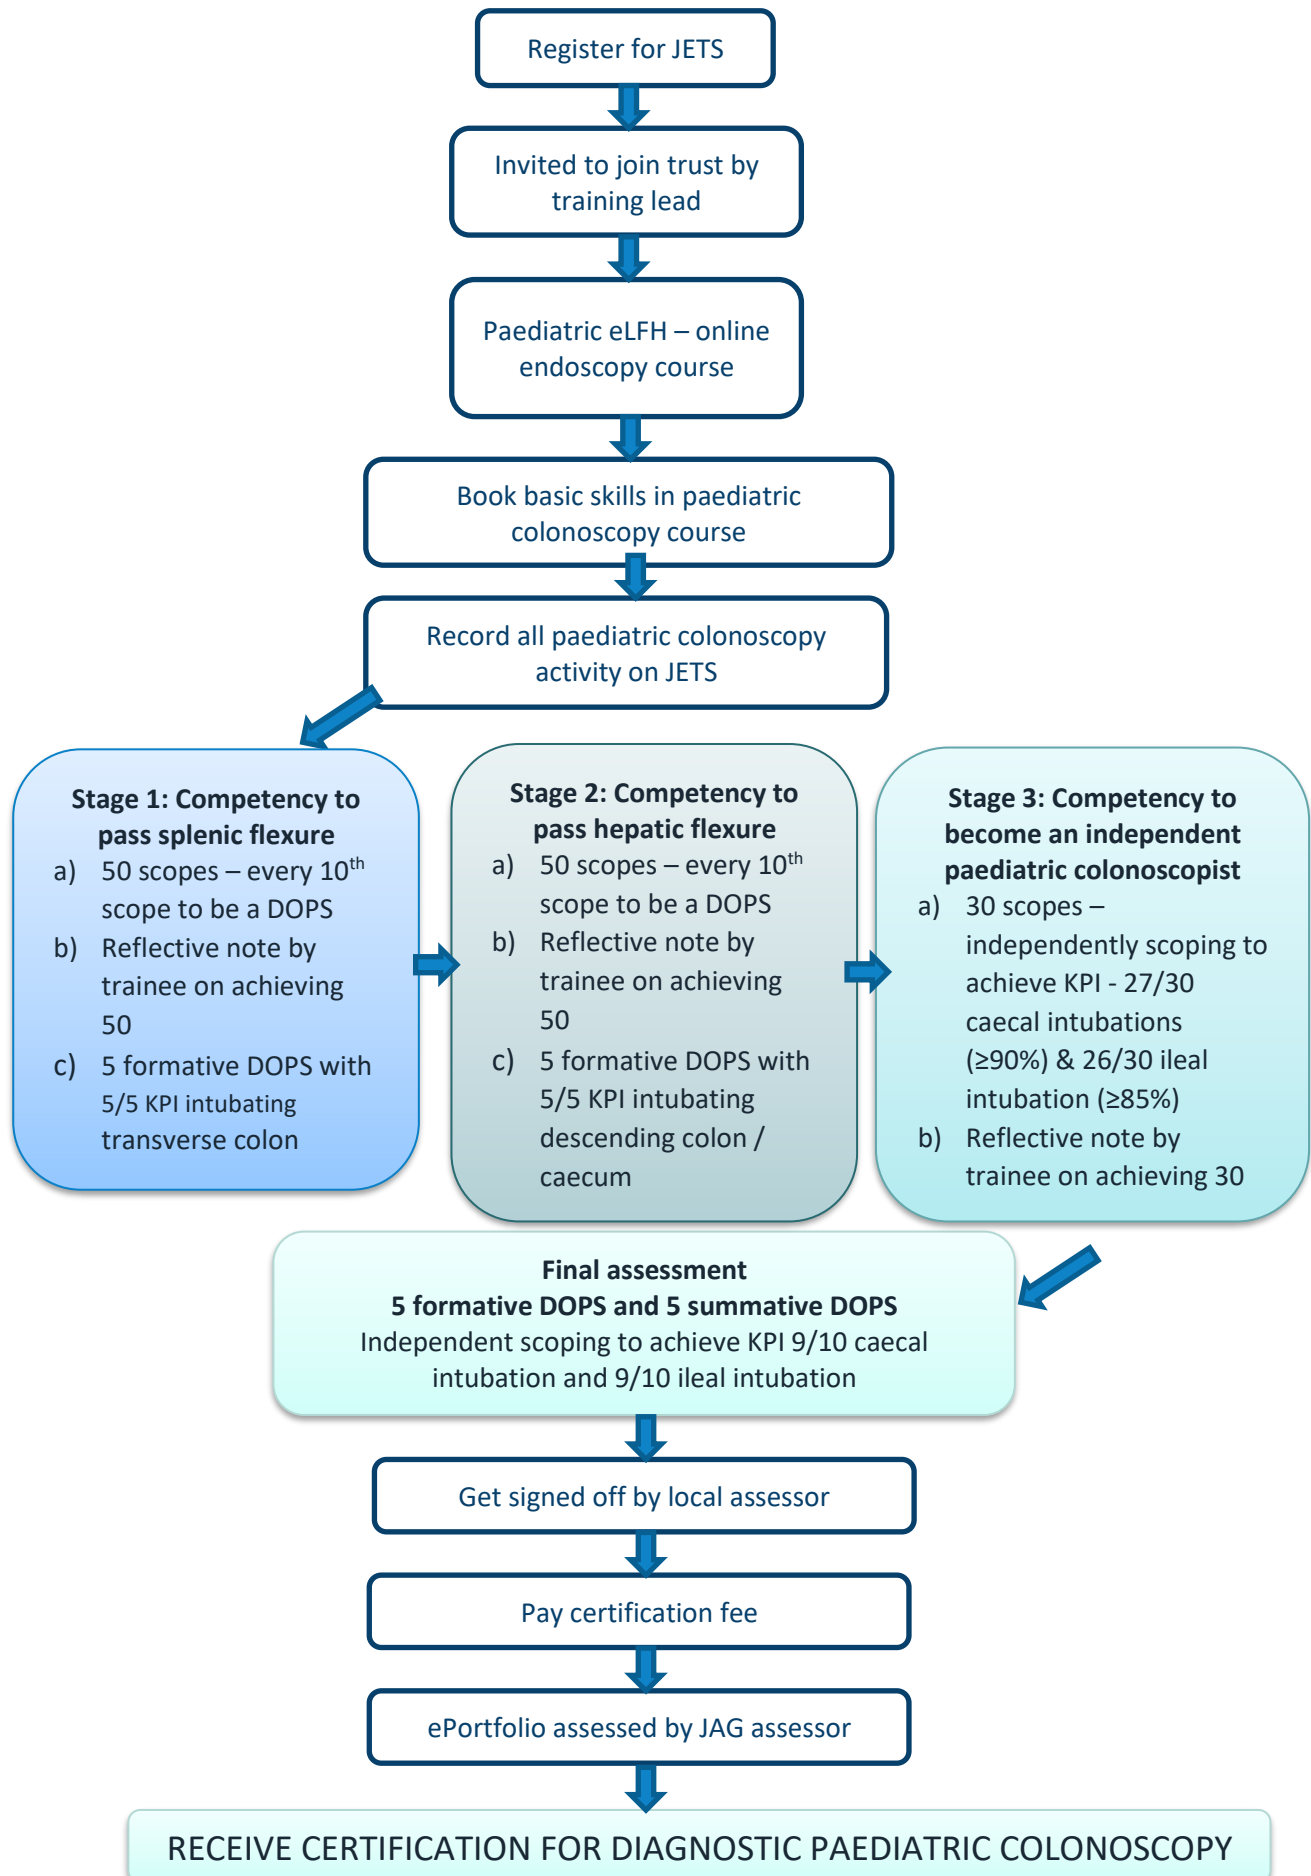 Register for JETS
Invited to join trust by
training lead
Paediatric eLFH – online
endoscopy course
Book basic skills in paediatric
colonoscopy course
Record all paediatric colonoscopy
activity on JETS
Stage 1: Competency to
pass splenic flexure
a) 50 scopes – every 10th
scope to be a DOPS
b) Reflective note by
trainee on achieving
50
c) 5 formative DOPS with
5/5 KPI intubating
transverse colon
Stage 2: Competency to
pass hepatic flexure
a) 50 scopes – every 10th
scope to be a DOPS
b) Reflective note by
trainee on achieving
50
c) 5 formative DOPS with
5/5 KPI intubating
descending colon /
caecum
Stage 3: Competency to
become an independent
paediatric colonoscopist
a) 30 scopes –
independently scoping to
achieve KPI - 27/30
caecal intubations
(≥90%) & 26/30 ileal
intubation (≥85%)
b) Reflective note by
trainee on achieving 30
Final assessment
5 formative DOPS and 5 summative DOPS
Independent scoping to achieve KPI 9/10 caecal
intubation and 9/10 ileal intubation
Get signed off by local assessor
Pay certification fee
ePortfolio assessed by JAG assessor
RECEIVE CERTIFICATION FOR DIAGNOSTIC PAEDIATRIC COLONOSCOPY